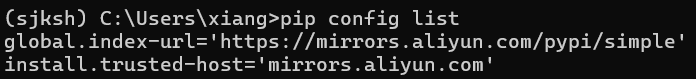 (sjksh) C:\Users\xiang>pip config list
global.index-url='https://mirrors.aliyun.com/pypi/simple'
install.trusted-host='mirrors.aliyun.com'